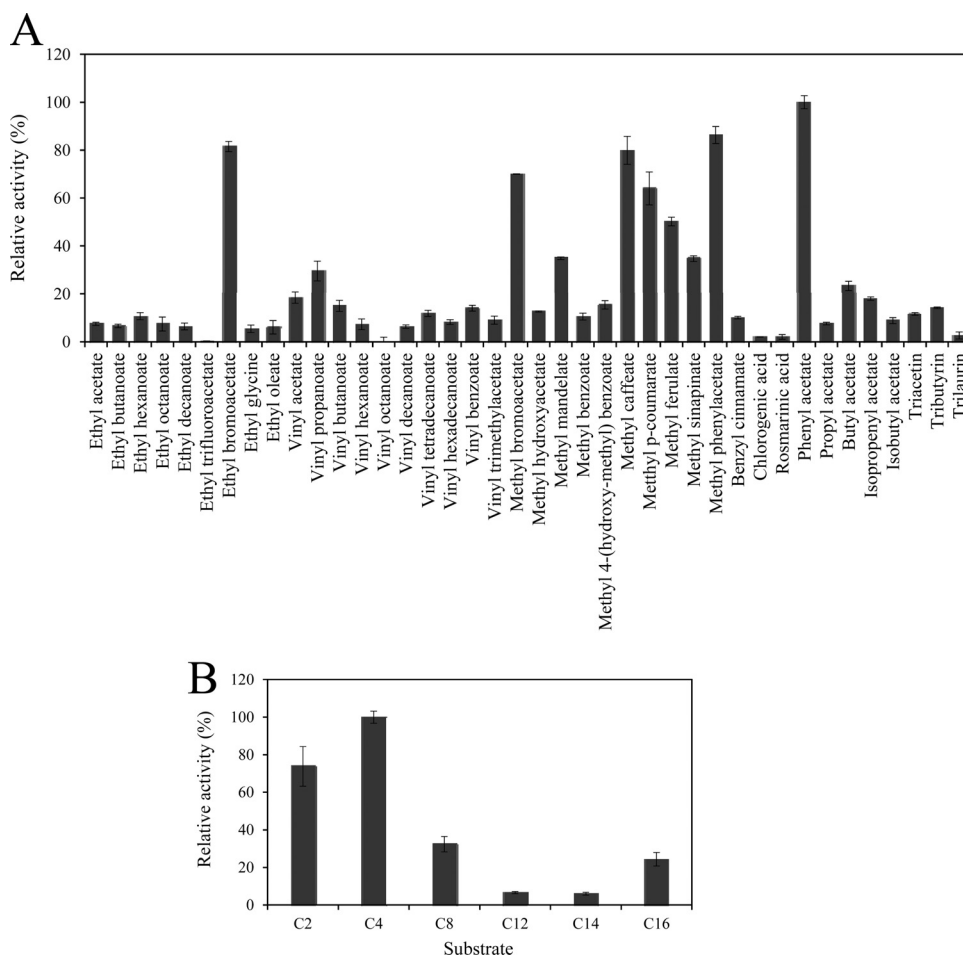 A
Relative activity (%)
120
100
80
60
40
20
0
Ethyl acetate
Ethyl butanoate
Ethyl hexanoate
Ethyl octanoate
Ethyl decanoate
Ethyl trifluroacetate
Ethyl bromoacetate
Ethyl glycine
Ethyl oleate
Vinyl acetate
Vinyl propanoate
Vinyl butanoate
Vinyl hexanoate
Vinyl octanoate
Vinyl decanoate
Vinyl tetradecanoate
Vinyl hexadecanoate
Vinyl benzoate
Vinyl trimethylacetate
Methyl bromoacetate
Methyl hydroxyacetate
Methyl mandelate
Methyl benzoate
Methyl 4-(hydroxy-methyl) benzoate
Methyl caffeate
Metthyl p-coumarate
Methyl ferulate
Methyl sinapinate
Methyl phenylacetate
Benzyl cinnamate
Chlorogenic acid
Rosmarinic acid
Phenyl acetate
Propyl acetate
Butyl acetate
Isopropenyl acetate
Isobutyl acetate
Triacetin
Tributyrin
Trilaurin
B
Relative activity (%)
120
100
80
60
40
20
0
C2 C4 C8 C12 C14 C16
Substrate